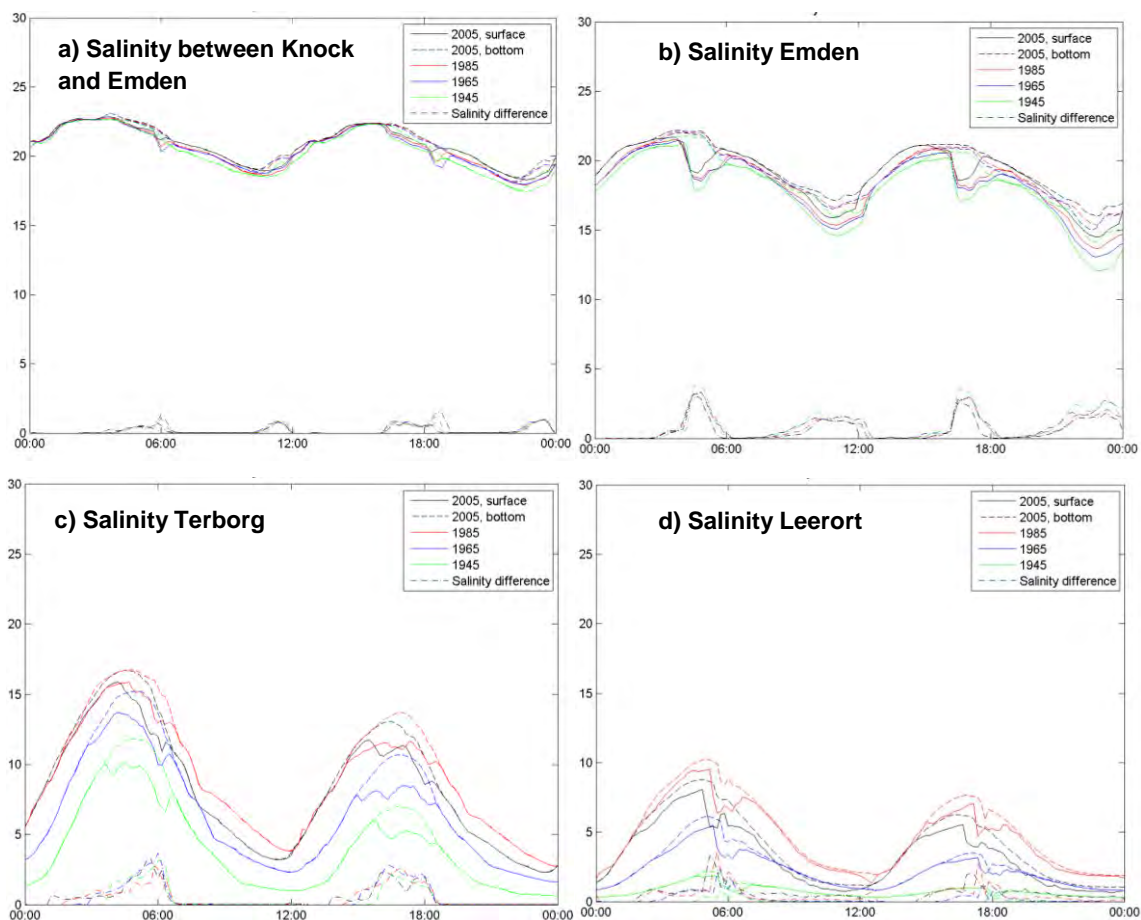 a) Salinity between Knock
and Emden
30
25
20
15
10
5
0
00:00 06:00 12:00 18:00 00:00
2005, surface
2005, bottom
1985
1965
1945
Salinity difference
b) Salinity Emden
30
25
20
15
10
5
0
00:00 06:00 12:00 18:00 00:00
2005, surface
2005, bottom
1985
1965
1945
Salinity difference
c) Salinity Terborg
30
25
20
15
10
5
0
00:00 06:00 12:00 18:00 00:00
2005, surface
2005, bottom
1985
1965
1945
Salinity difference
d) Salinity Leerort
30
25
20
15
10
5
0
00:00 06:00 12:00 18:00 00:00
2005, surface
2005, bottom
1985
1965
1945
Salinity difference